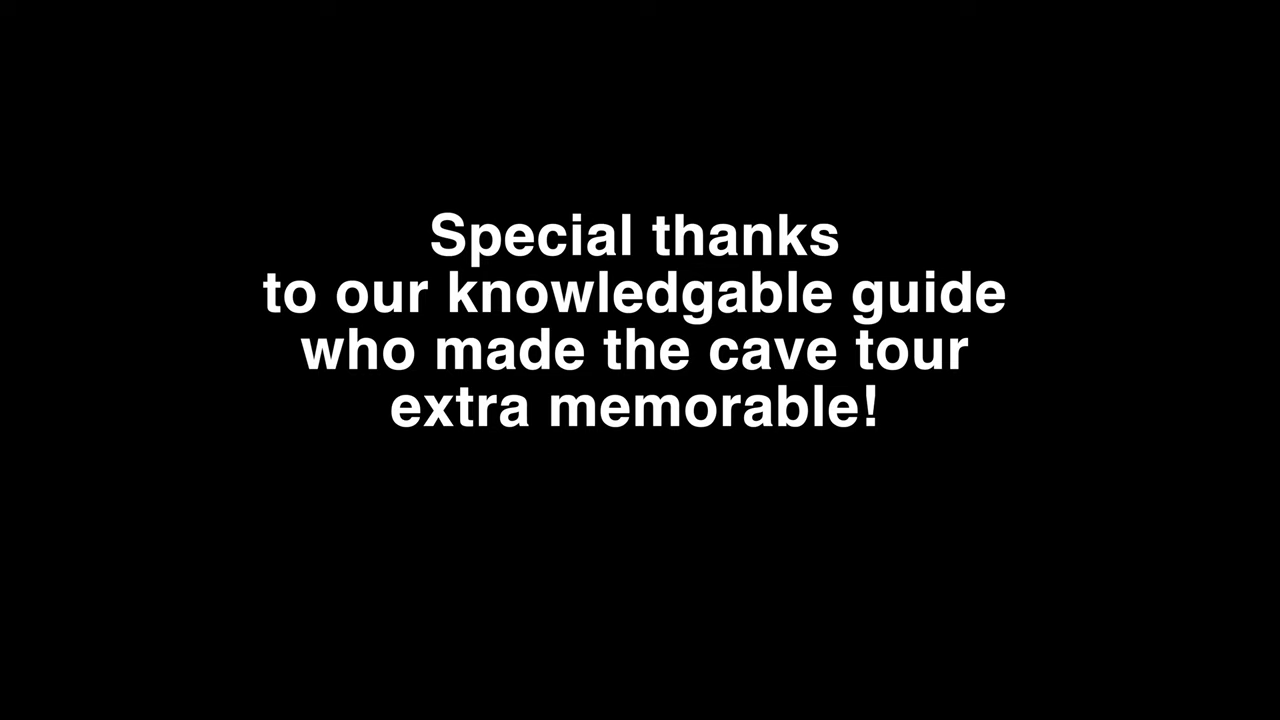 Special thanks
to our knowledgable guide
who made the cave tour
extra memorable!